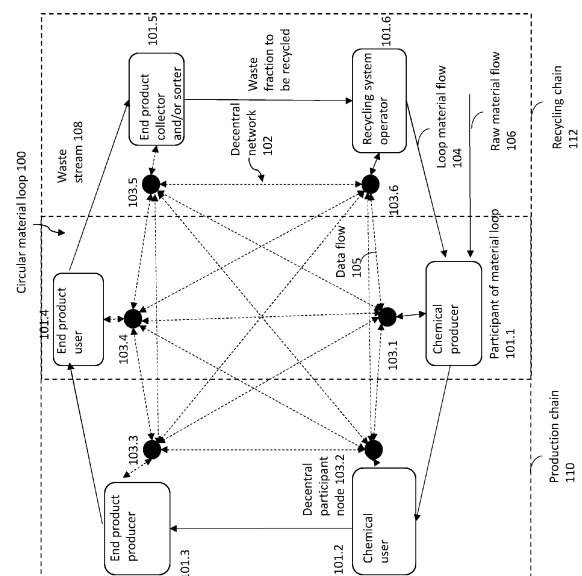 Circular material loop 100
Waste
stream 108
101.5
End product
collector
and/or sorter
Waste
fraction to
be recycled
101.6
Recycling system
operator
Loop material flow
104
Raw material flow
106
Recycling chain
112
Decentral
network
102
103.5
103.6
101.4
End product
user
103.4
Data flow
105
103.1
Chemical
producer
Participant of material loop
101.1
103.3
Decentral
participant
node 103.2
End product
producer
101.3
101.2
Chemical
user
Production chain
110